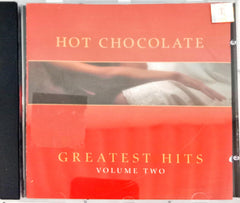 HOT CHOCOLATE
GREATEST HITS
VOLUME TWO